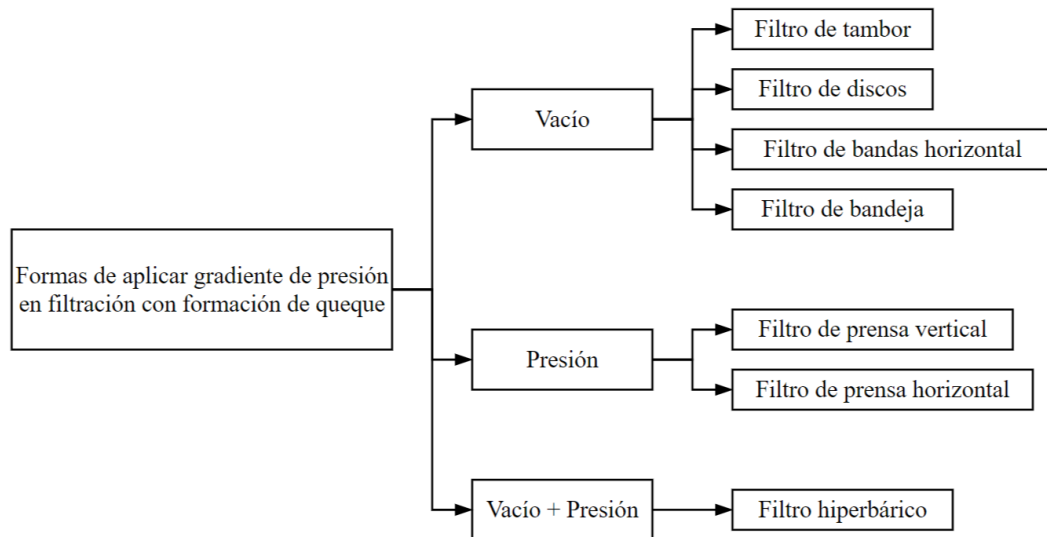 Formas de aplicar gradiente de presión
en filtración con formación de queque
Vacío
Filtro de tambor
Filtro de discos
Filtro de bandas horizontal
Filtro de bandeja
Presión
Filtro de prensa vertical
Filtro de prensa horizontal
Vacío + Presión
Filtro hiperbárico